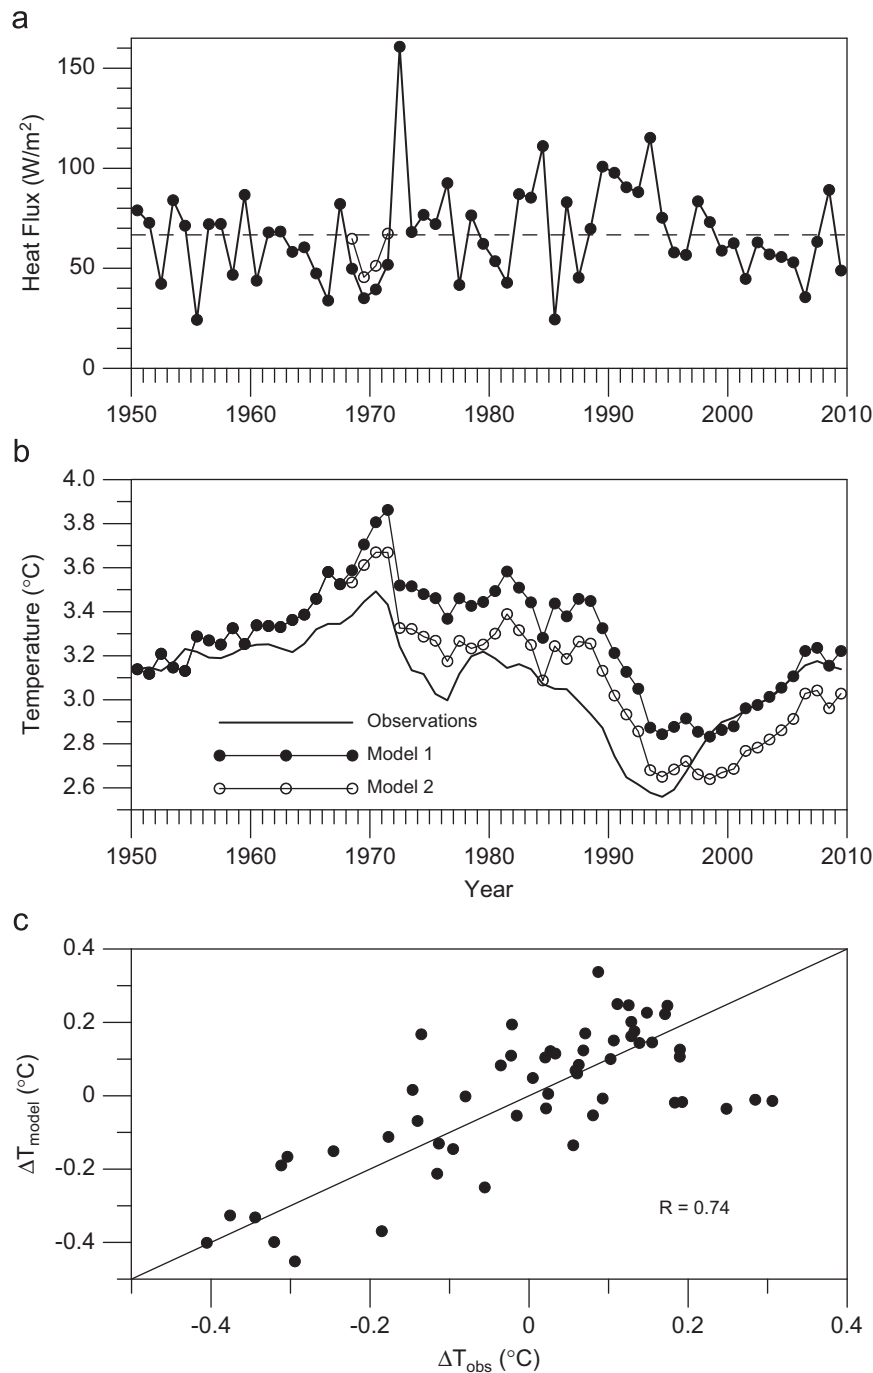 a
150
100
50
0
Heat Flux (W/m²)
1950 1960 1970 1980 1990 2000 2010
b
4.0
3.8
3.6
3.4
3.2
3.0
2.8
2.6
Temperature (°C)
Observations
Model 1
Model 2
1950 1960 1970 1980 1990 2000 2010
Year
c
0.4
0.2
0
-0.2
-0.4
ΔTmodel (°C)
R = 0.74
-0.4 -0.2 0 0.2 0.4
ΔTobs (°C)